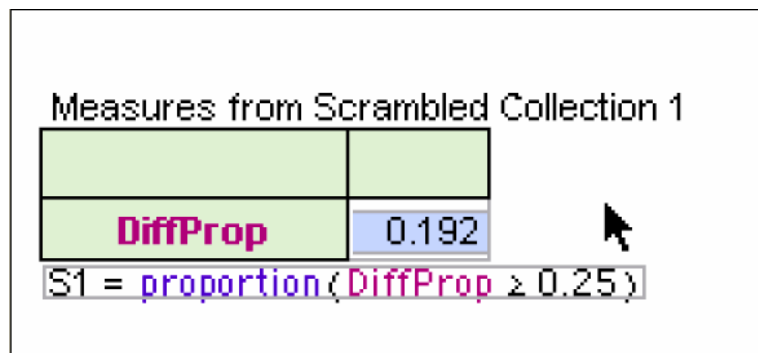 Measures from Scrambled Collection 1
DiffProp 0.192
S1 = proportion(DiffProp ≥ 0.25)